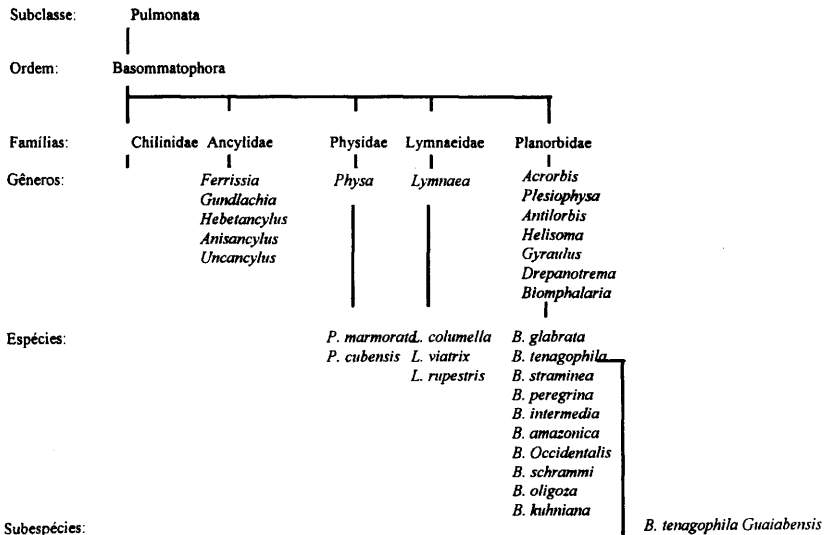 Subclasse: Pulmonata
Ordem: Basommatophora
Famílias: Chilinidae Ancylidae Physidae Lymnaeidae Planorbidae
Gêneros: Ferrissia Physa Lymnaea Acrorbis
Gundlachia Plesiophysa
Hebetancylus Antilorbis
Anisancylus Helisoma
Uncancylus Gyraulus
Drepanotrema
Biomphalaria
Espécies: P. marmorata L. columella B. glabrata
P. cubensis L. viatrix B. tenagophila
L. rupestris B. straminea
B. peregrina
B. intermedia
B. amazonica
B. Occidentalis
B. schrammi
B. oligoza
B. kuhniana
Subespécies: B. tenagophila Guaiabensis